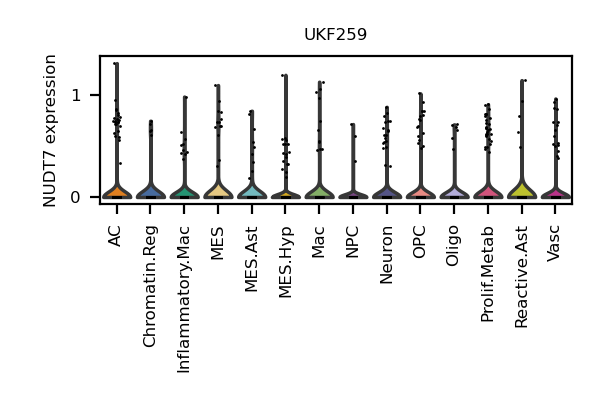 UKF259
NUDT7 expression
1
0
AC
Chromatin.Reg
Inflammatory.Mac
MES
MES.Ast
MES.Hyp
Mac
NPC
Neuron
OPC
Oligo
Prolif.Metab
Reactive.Ast
Vasc